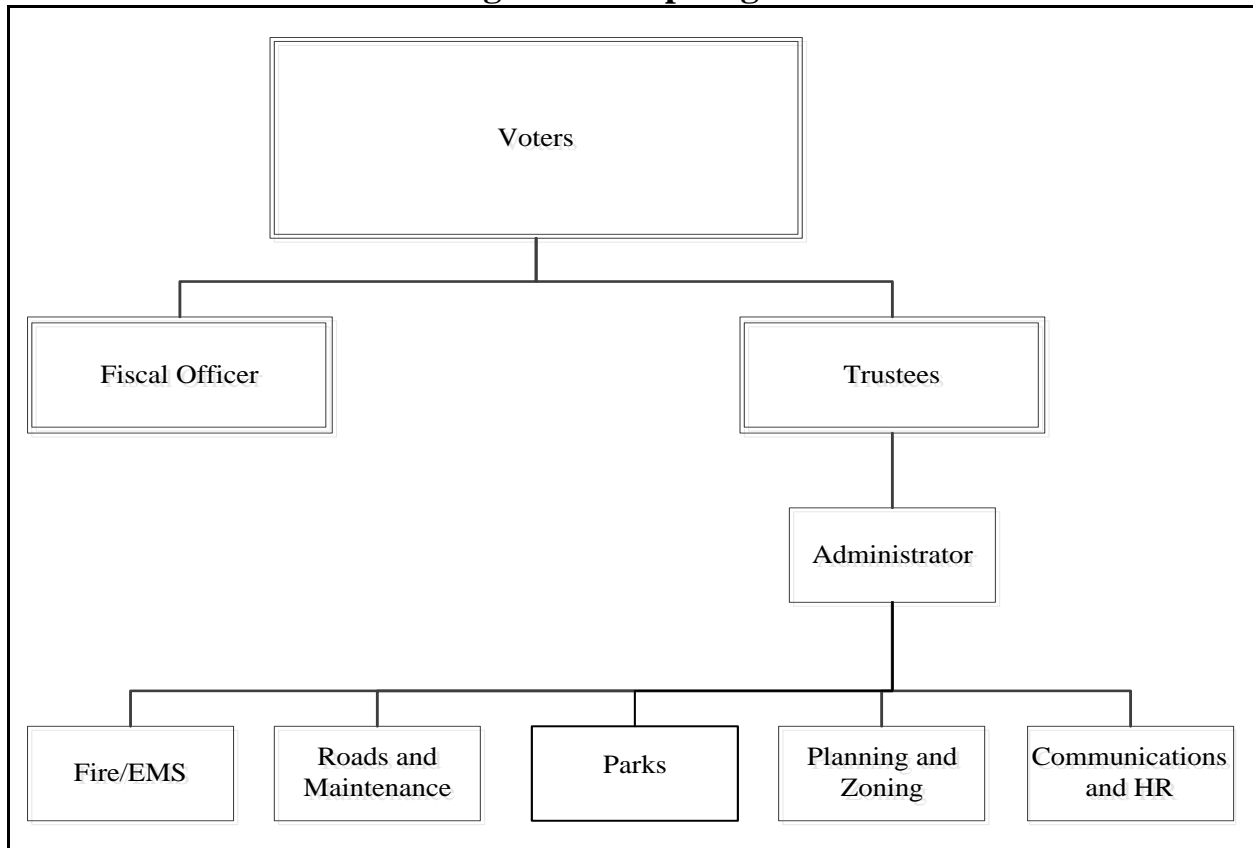 Voters
Fiscal Officer
Trustees
Administrator
Fire/EMS
Roads and
Maintenance
Parks
Planning and
Zoning
Communications
and HR